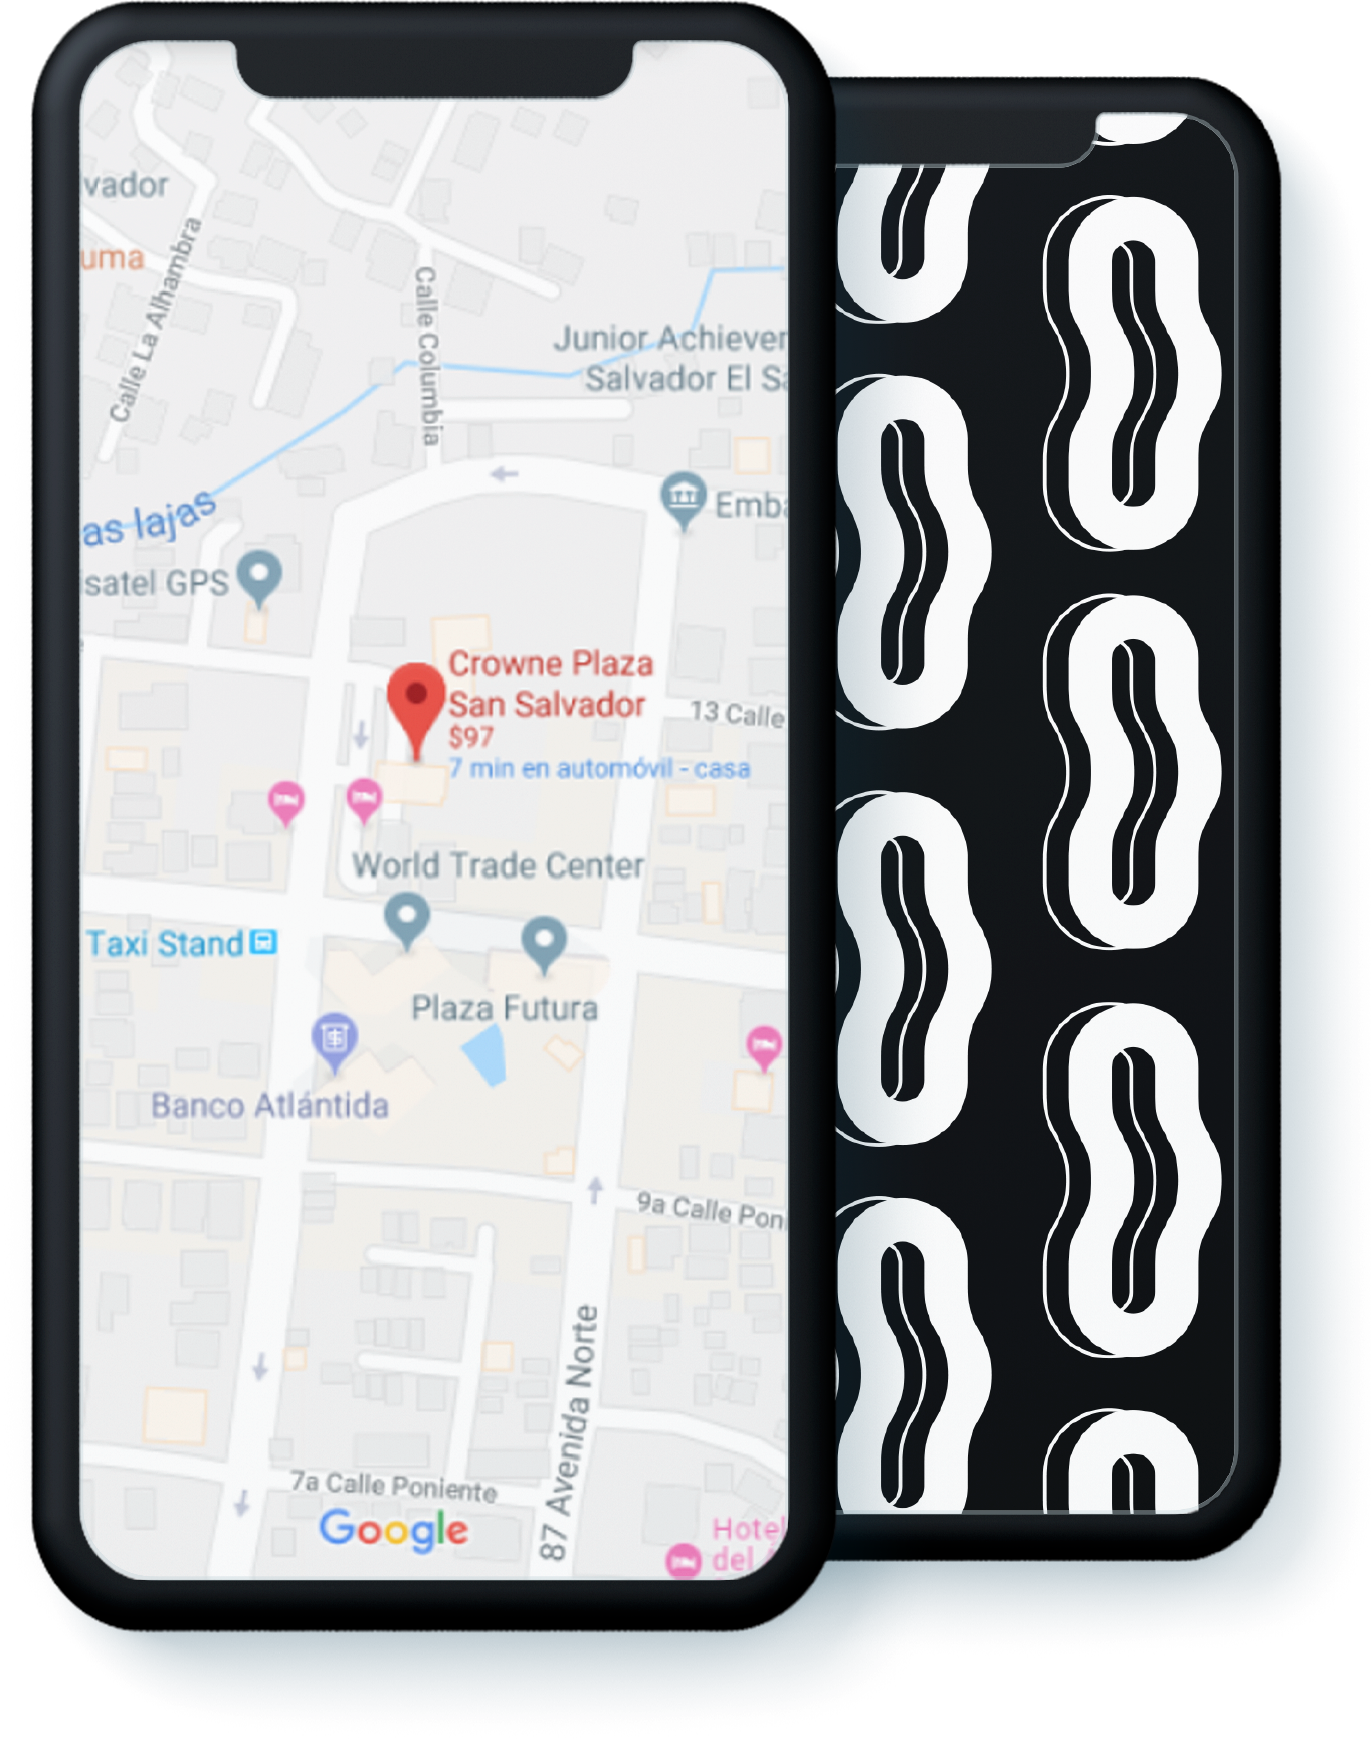 vador
uma
Calle La Alhambra
Calle Columbia
Junior Achiever
Salvador El Sa
as lajas
Emba
satel GPS
Crowne Plaza
San Salvador
$97
7 min en automóvil - casa
13 Calle
World Trade Center
Taxi Stand
Plaza Futura
Banco Atlántida
9a Calle Pon
87 Avenida Norte
7a Calle Poniente
Google
Hotel
del